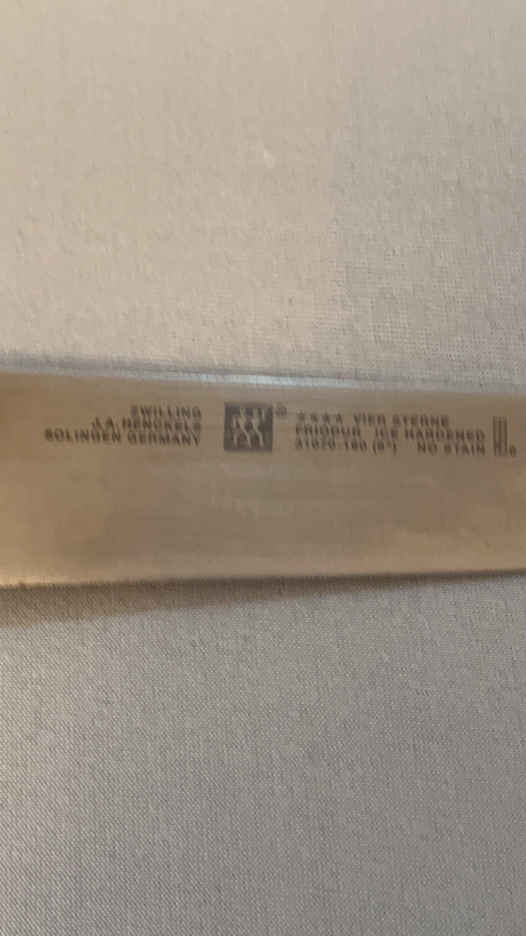 ZWILLING
J.A. HENCKELS
SOLINGEN GERMANY
®
★★★★ VIER STERNE
FRIODUR ICE HARDENED
NO STAIN